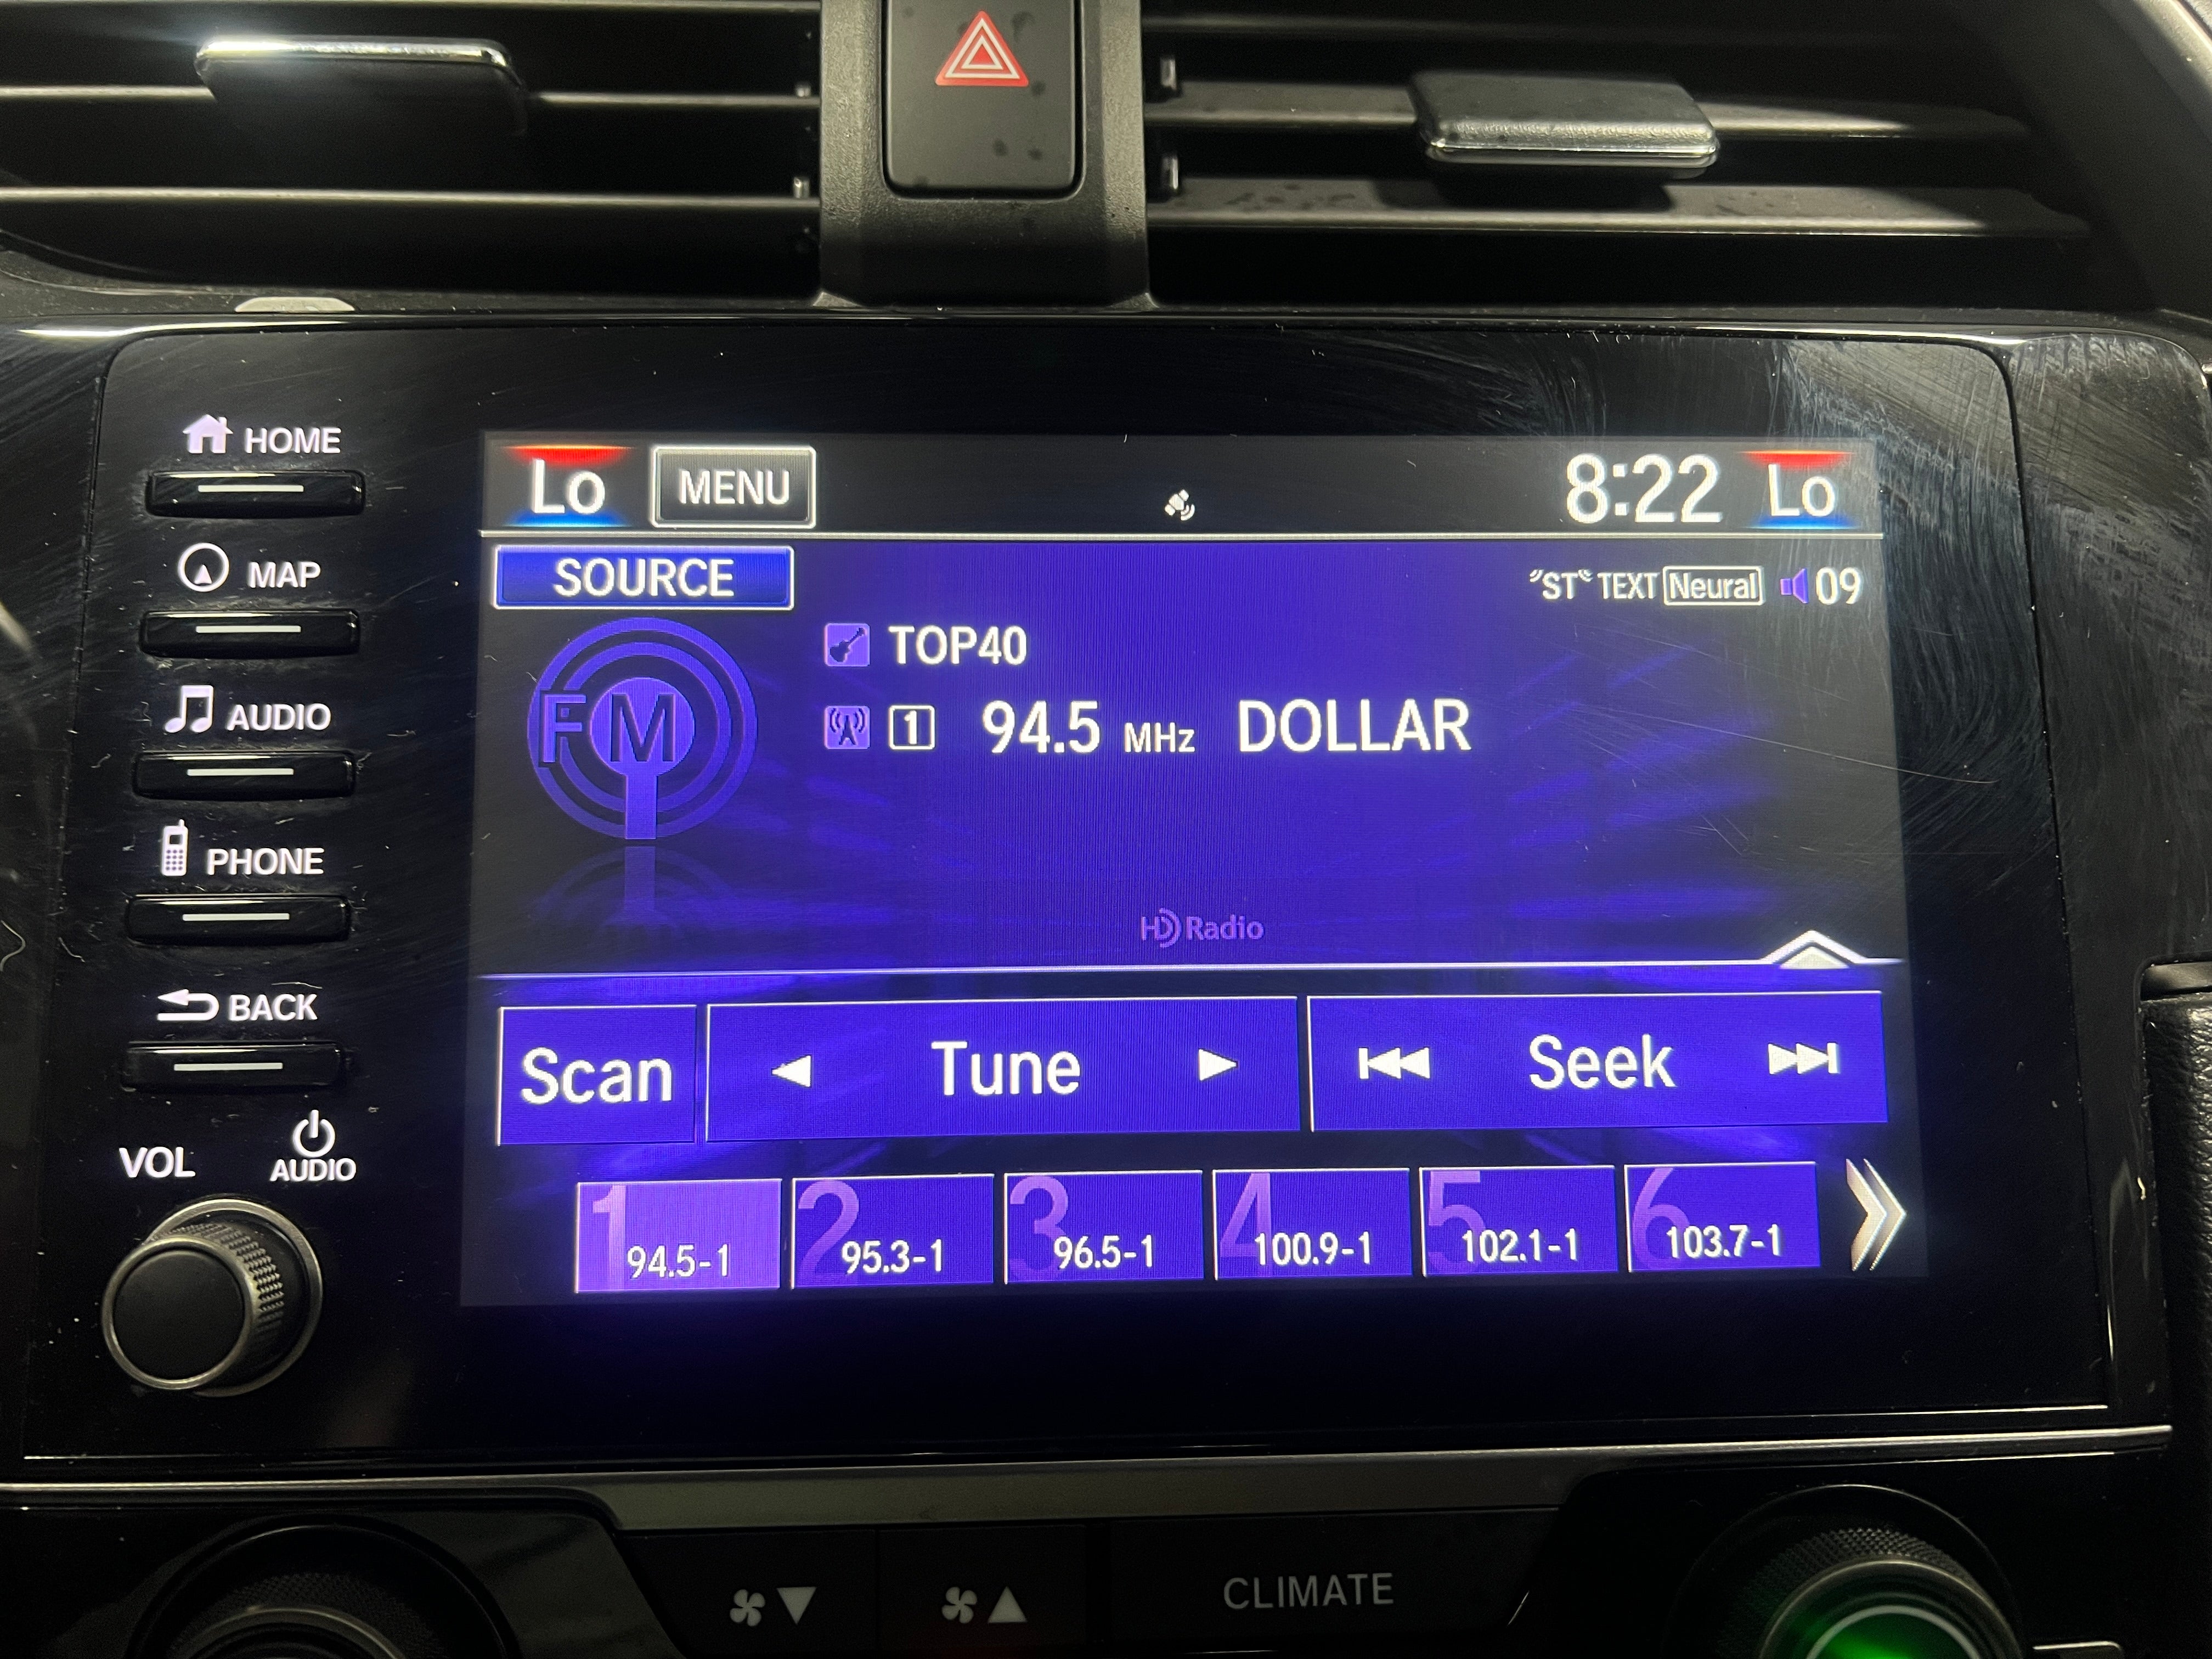 HOME
MAP
AUDIO
PHONE
BACK
VOL
AUDIO
Lo MENU 8:22 Lo
SOURCE ST TEXT Neural 09
FM
TOP40
1 94.5 MHz DOLLAR
HD Radio
Scan Tune Seek
1 2 3 4 5 6
94.5-1 95.3-1 96.5-1 100.9-1 102.1-1 103.7-1
CLIMATE